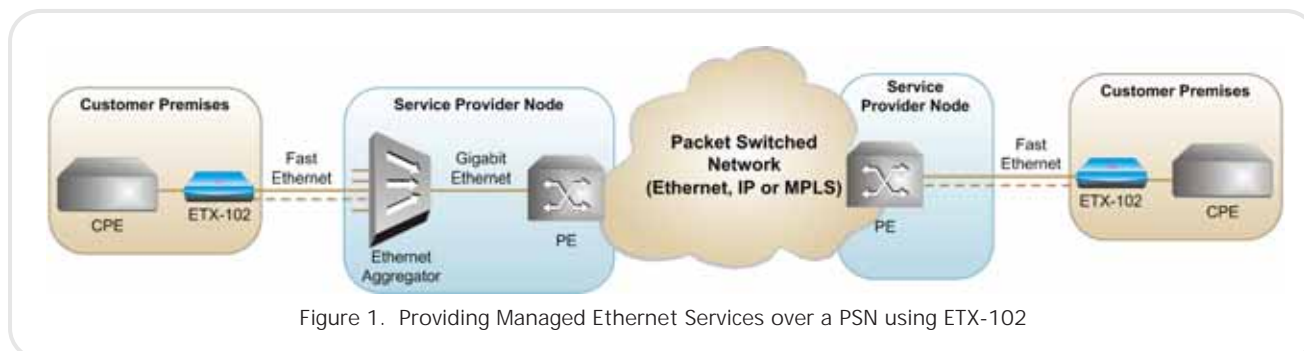 Customer Premises
CPE
ETX-102
Fast
Ethernet
Service Provider Node
Ethernet
Aggregator
Gigabit
Ethernet
PE
Packet Switched
Network
(Ethernet, IP or MPLS)
Service
Provider Node
PE
Fast
Ethernet
Customer Premises
ETX-102
CPE
Figure 1. Providing Managed Ethernet Services over a PSN using ETX-102